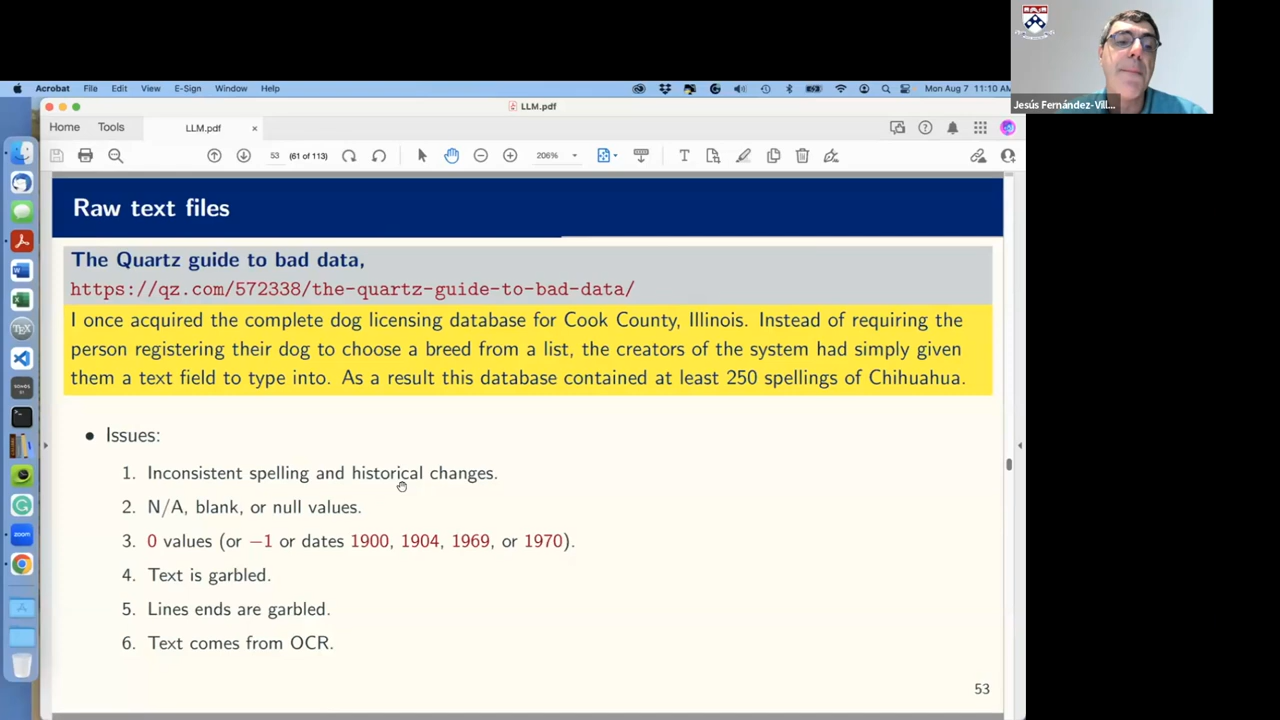 Acrobat File Edit View E-Sign Window Help Mon Aug 7 11:10 AM
Jesús Fernández-Vill...
LLM.pdf
Home Tools LLM.pdf ×
53 (61 of 113) 206%
Raw text files
The Quartz guide to bad data,
https://qz.com/572338/the-quartz-guide-to-bad-data/
I once acquired the complete dog licensing database for Cook County, Illinois. Instead of requiring the
person registering their dog to choose a breed from a list, the creators of the system had simply given
them a text field to type into. As a result this database contained at least 250 spellings of Chihuahua.
• Issues:
1. Inconsistent spelling and historical changes.
2. N/A, blank, or null values.
3. 0 values (or −1 or dates 1900, 1904, 1969, or 1970).
4. Text is garbled.
5. Lines ends are garbled.
6. Text comes from OCR.
zoom
53